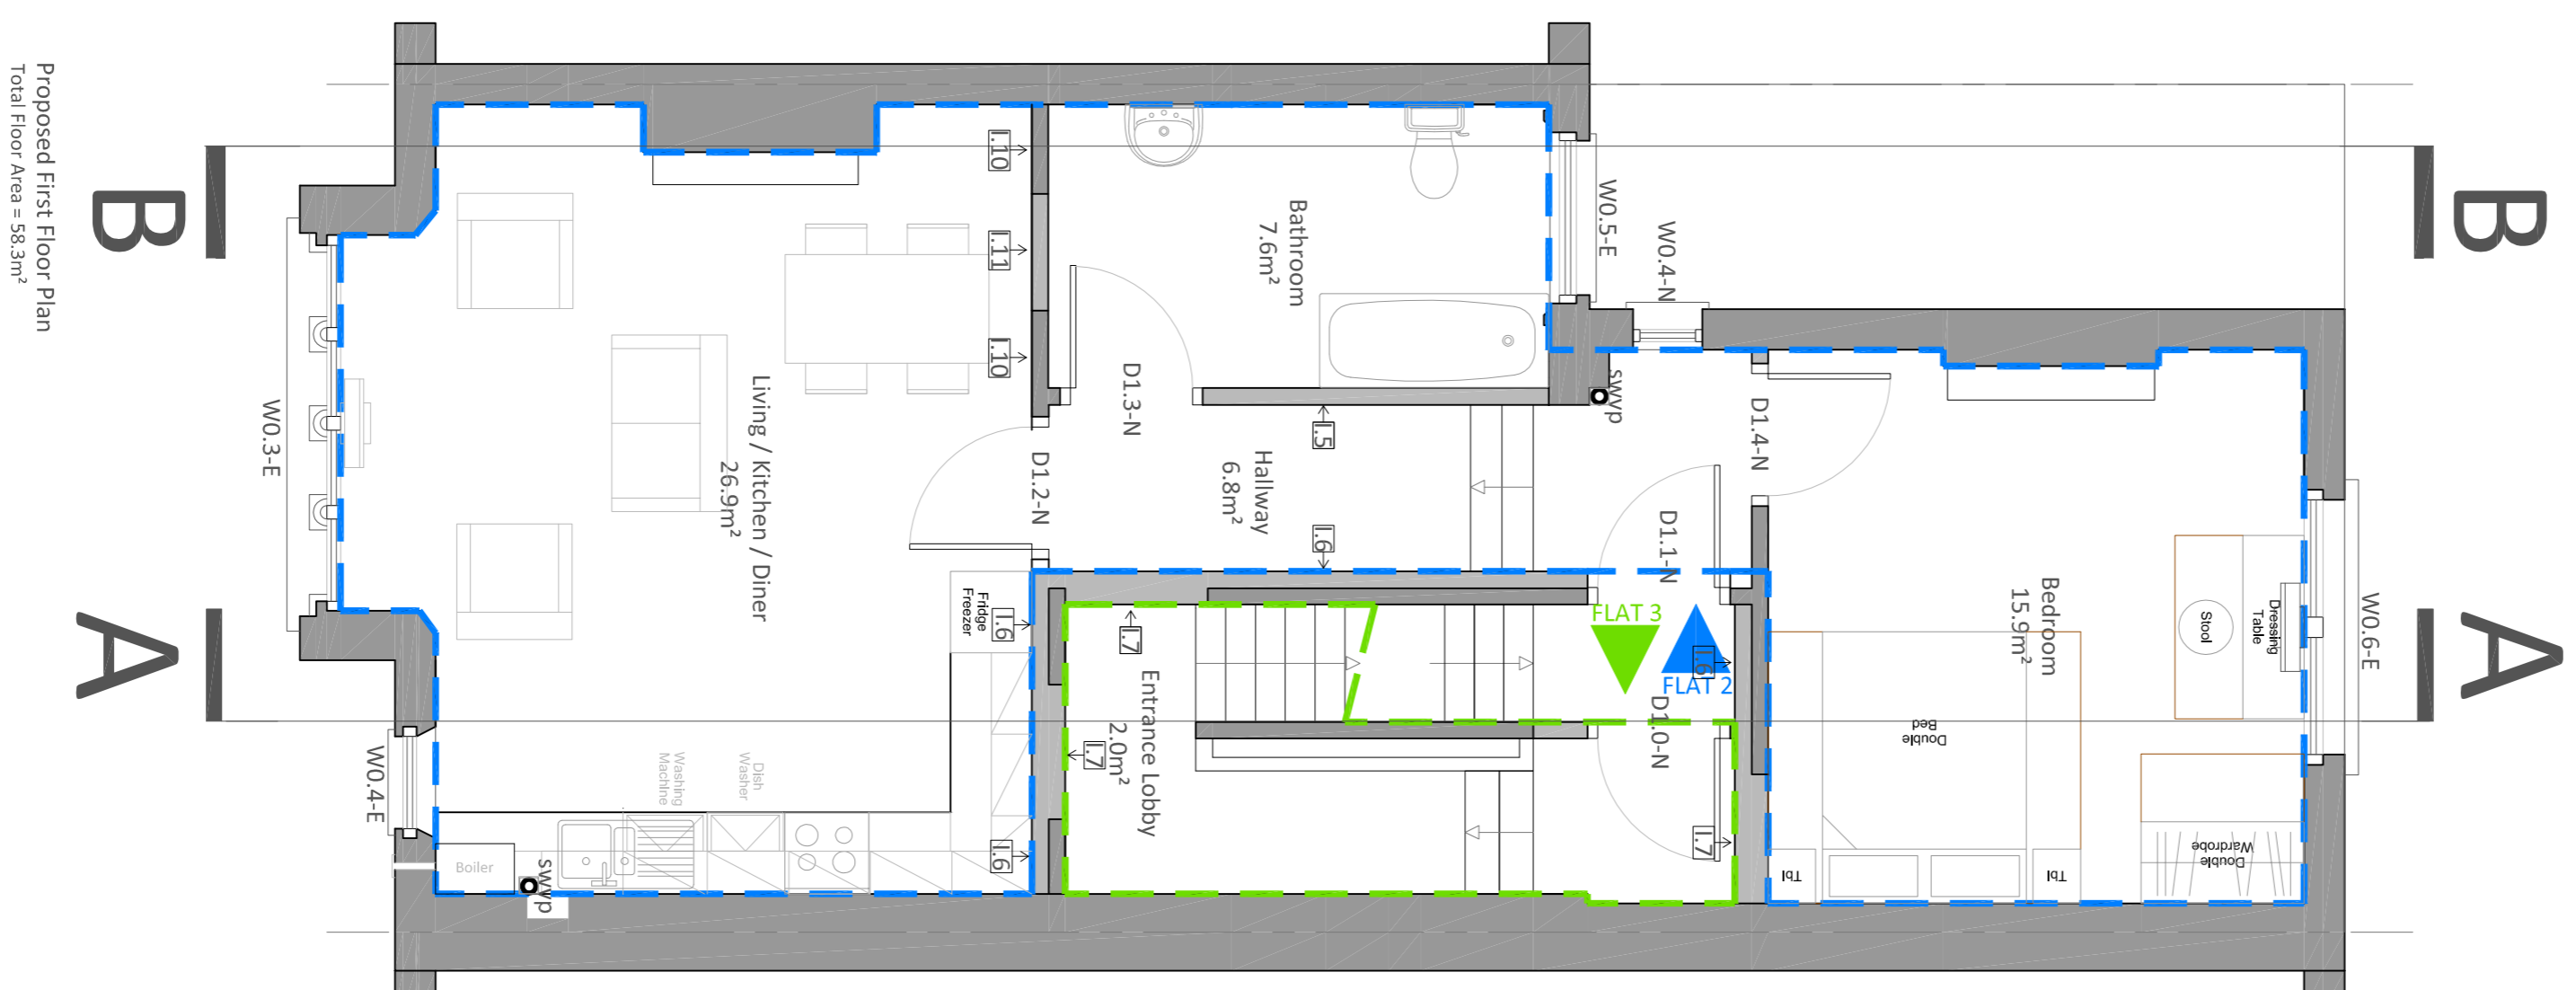 Proposed First Floor Plan
Total Floor Area = 58.3m²
B
B
A
A
W0.3-E
W0.4-E
W0.5-E
W0.4-N
W0.6-E
Living / Kitchen / Diner
26.9m²
Bathroom
7.6m²
Hallway
6.8m²
Entrance Lobby
2.0m²
Bedroom
15.9m²
D1.3-N
D1.2-N
D1.4-N
D1.1-N
D1.0-N
I.10
I.11
I.10
I.5
I.6
I.6
I.6
I.6
I.7
I.7
I.7
FLAT 3
FLAT 2
swvp
swvp
Fridge
Freezer
Washing
Machine
Dish
Washer
Boiler
Dressing
Table
Stool
Double
Bed
Double
Wardrobe
Tbl
Tbl